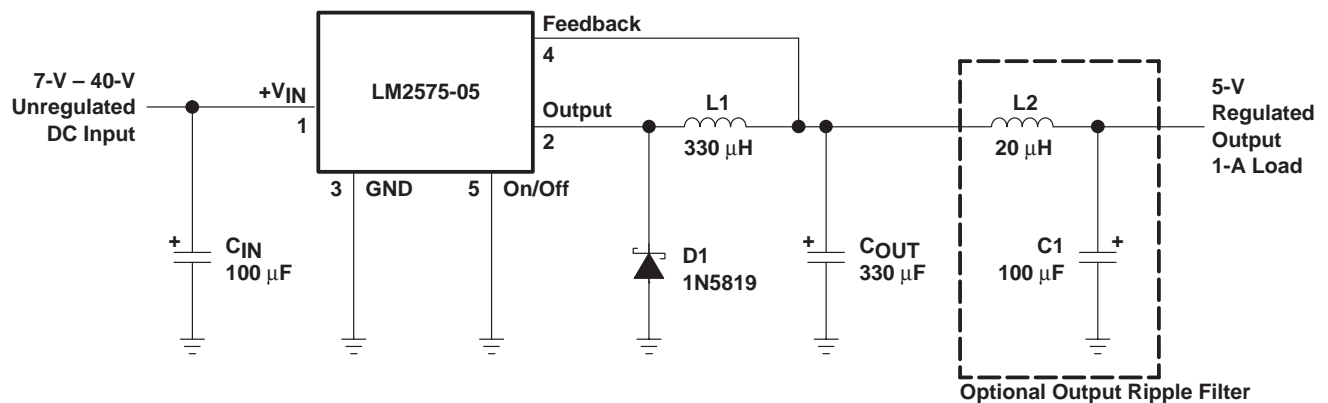 Feedback
4
7-V – 40-V
Unregulated
DC Input
+VIN
1
LM2575-05
Output
2
L1
330 μH
L2
20 μH
5-V
Regulated
Output
1-A Load
3 GND
5 On/Off
+
CIN
100 μF
D1
1N5819
+
COUT
330 μF
C1
100 μF
+
Optional Output Ripple Filter